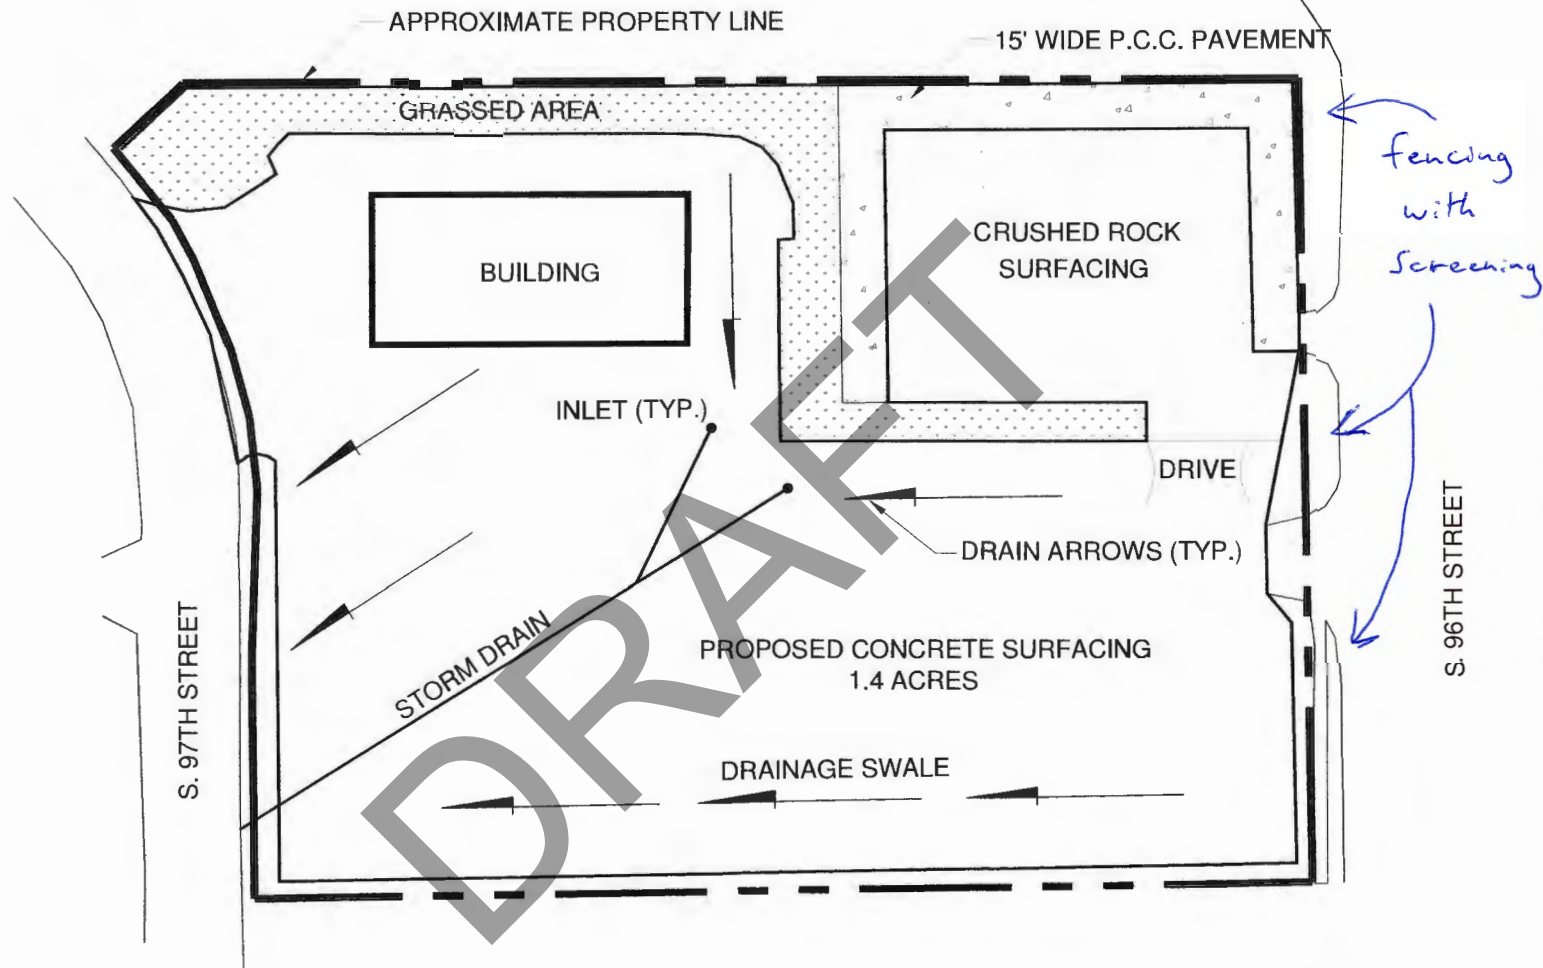 APPROXIMATE PROPERTY LINE
15' WIDE P.C.C. PAVEMENT
GRASSED AREA
fencing
with
screening
CRUSHED ROCK
SURFACING
BUILDING
INLET (TYP.)
DRIVE
DRAIN ARROWS (TYP.)
S. 96TH STREET
S. 97TH STREET
STORM DRAIN
PROPOSED CONCRETE SURFACING
1.4 ACRES
DRAINAGE SWALE
DRAFT